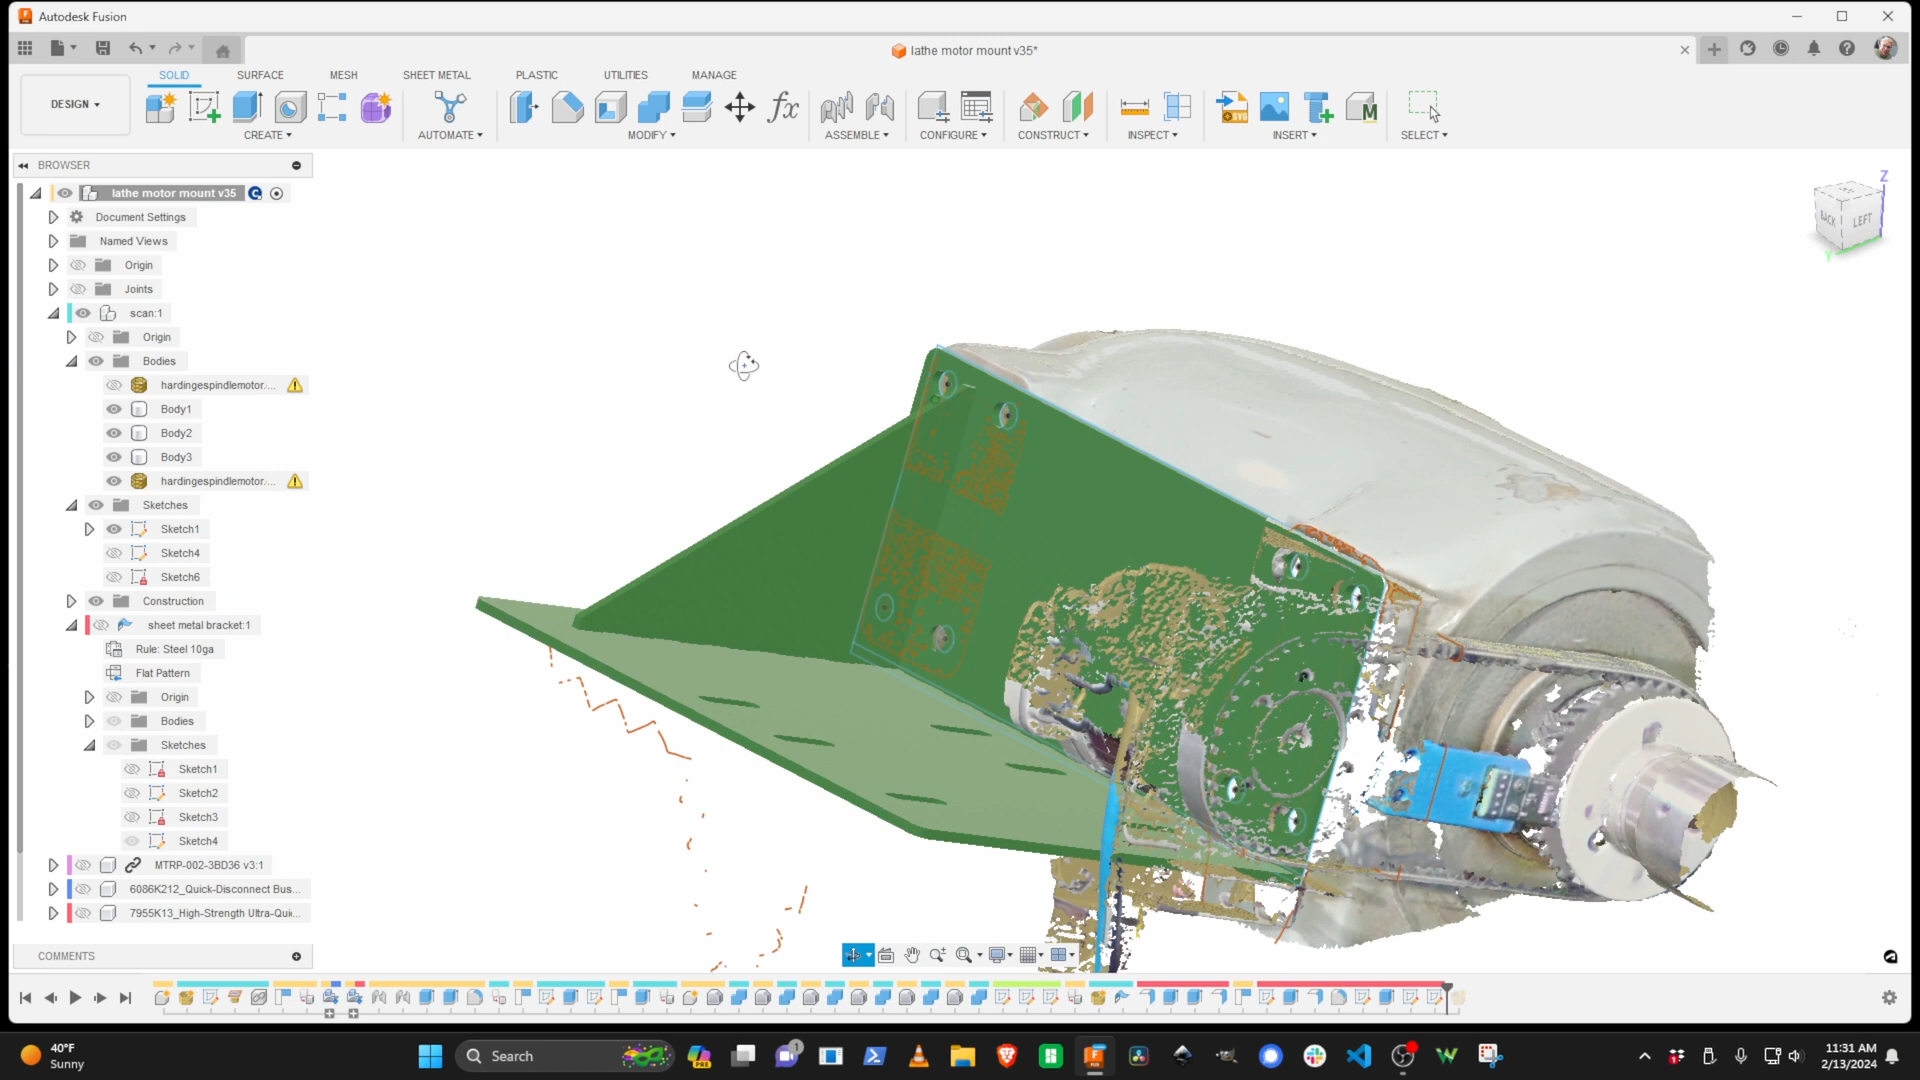 Autodesk Fusion
lathe motor mount v35*
DESIGN
SOLID
SURFACE
MESH
SHEET METAL
PLASTIC
UTILITIES
MANAGE
CREATE
AUTOMATE
MODIFY
ASSEMBLE
CONFIGURE
CONSTRUCT
INSPECT
INSERT
SELECT
BROWSER
lathe motor mount v35
Document Settings
Named Views
Origin
Joints
scan:1
Origin
Bodies
hardingespindlemotor....
Body1
Body2
Body3
hardingespindlemotor....
Sketches
Sketch1
Sketch4
Sketch6
Construction
sheet metal bracket:1
Rule: Steel 10ga
Flat Pattern
Origin
Bodies
Sketches
Sketch1
Sketch2
Sketch3
Sketch4
MTRP-002-3BD36 v3:1
6086K212_Quick-Disconnect Bus...
7955K13_High-Strength Ultra-Quic...
COMMENTS
Z
BACK
LEFT
Y
40°F
Sunny
Search
11:31 AM
2/13/2024